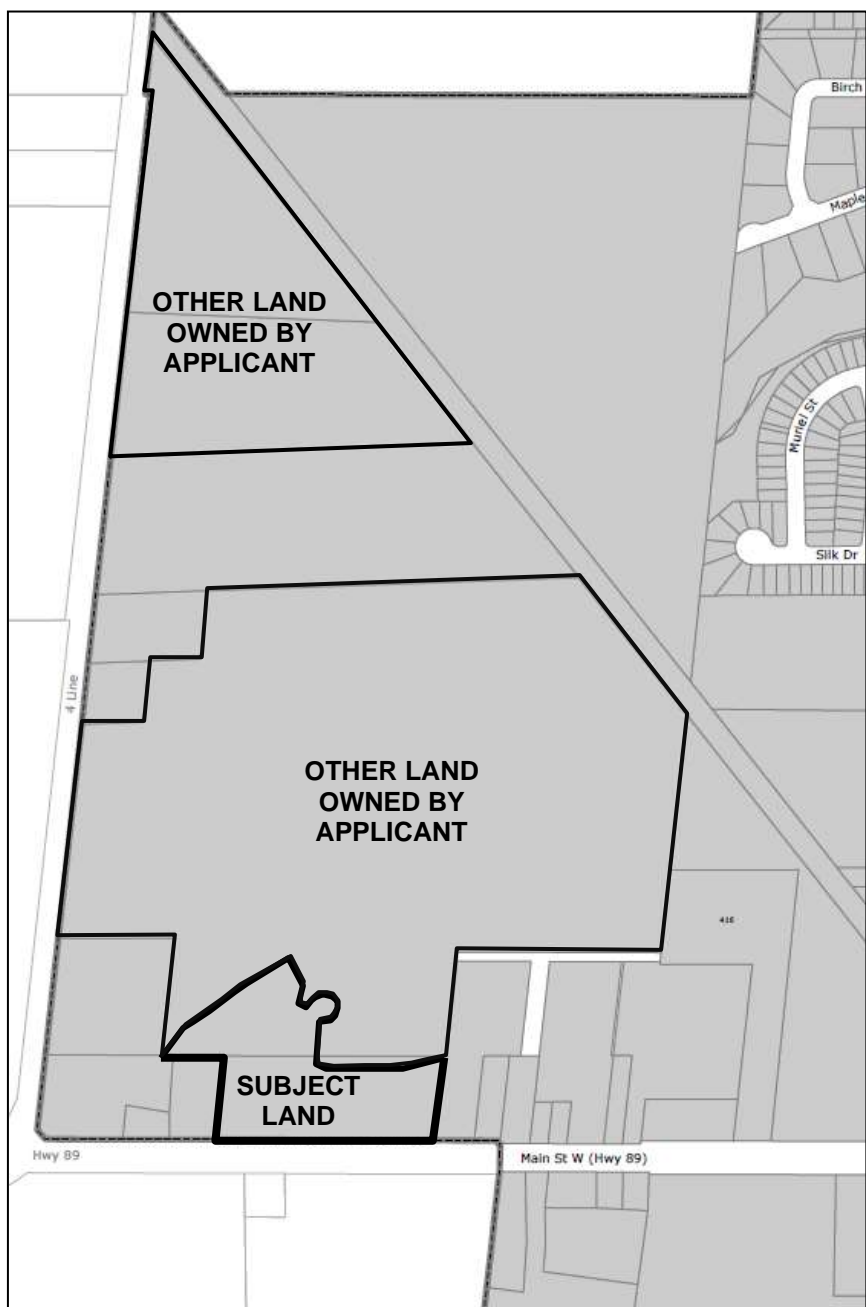 Birch
Maple
OTHER LAND
OWNED BY
APPLICANT
Muriel St
Silk Dr
4 Line
OTHER LAND
OWNED BY
APPLICANT
SUBJECT
LAND
Hwy 89
Main St W (Hwy 89)